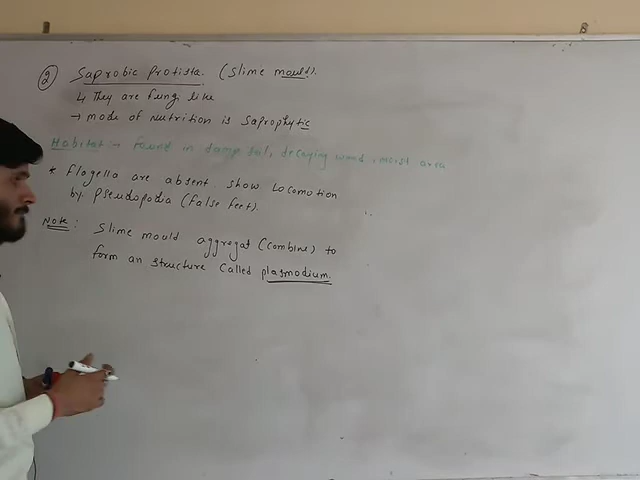 ② Saprobic Protista. (Slime mould).
↳ They are fungi like
→ mode of nutrition is saprophytic
Habitat:- found in damp soil, decaying wood, moist area
* Flagella are absent. show Locomotion
by Pseudopodia (False feet).
Note: Slime mould aggregat (combine) to
form an structure called plasmodium.